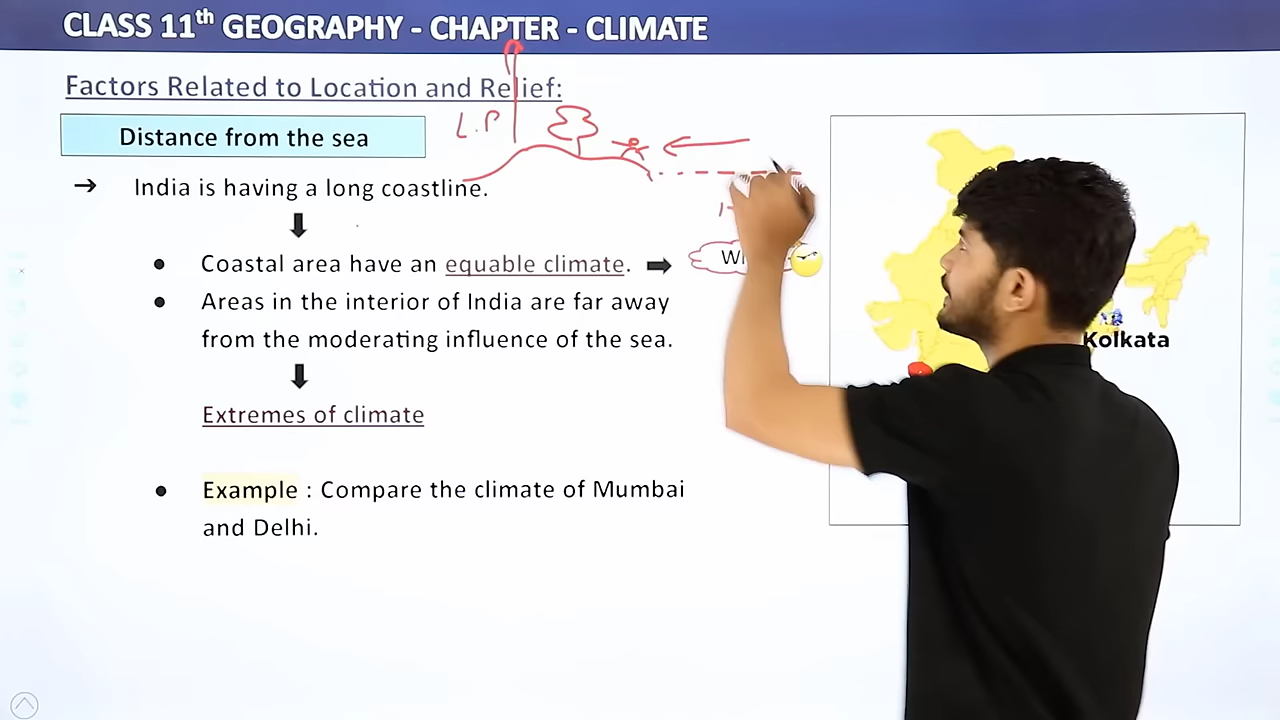 CLASS 11th GEOGRAPHY - CHAPTER - CLIMATE
Factors Related to Location and Relief:
L.P
Distance from the sea
→ India is having a long coastline.
● Coastal area have an equable climate.
● Areas in the interior of India are far away
from the moderating influence of the sea.
Extremes of climate
● Example : Compare the climate of Mumbai
and Delhi.
Kolkata